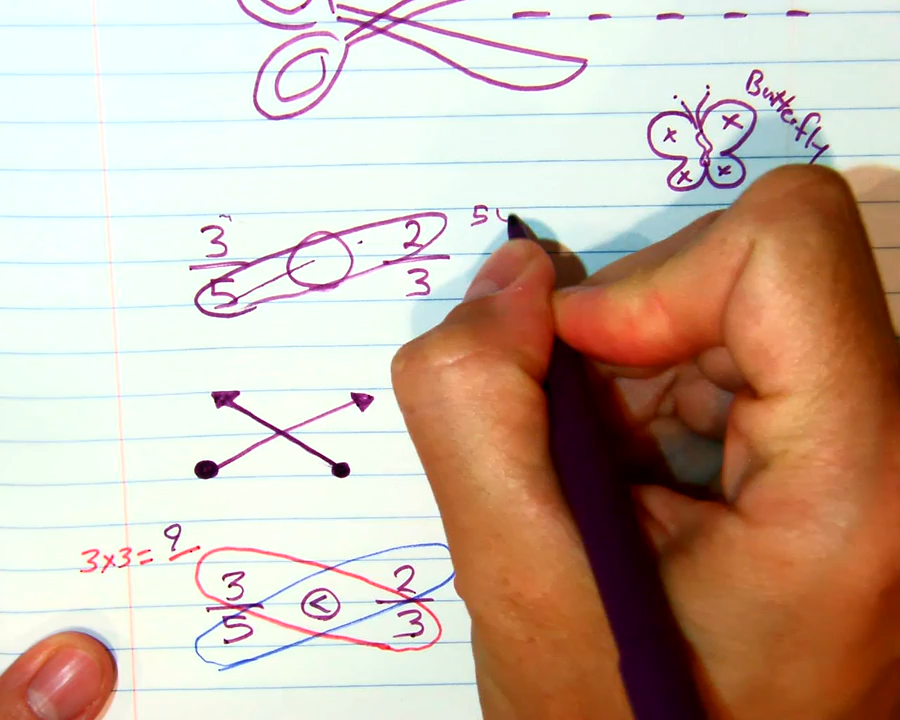 Butterfly
3 2 5
5 3
9
3x3=
3 < 2
5 3